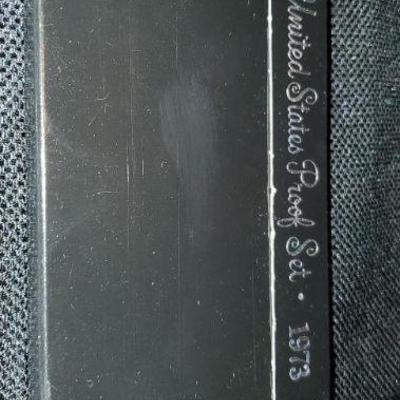 United States Proof Set • 1973